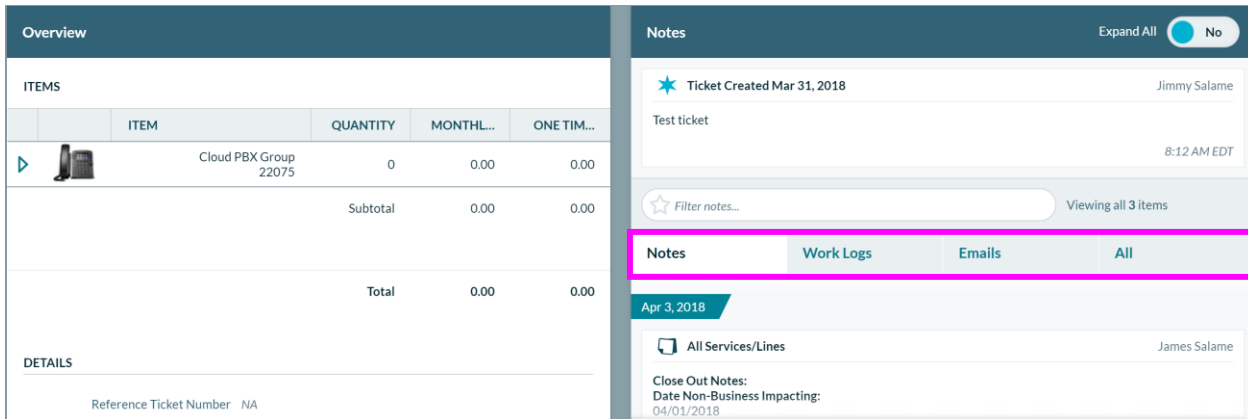 Overview
ITEMS
ITEM QUANTITY MONTHL... ONE TIM...
Cloud PBX Group 0 0.00 0.00
22075
Subtotal 0.00 0.00
Total 0.00 0.00
DETAILS
Reference Ticket Number NA
Notes Expand All No
Ticket Created Mar 31, 2018 Jimmy Salame
Test ticket
8:12 AM EDT
Filter notes... Viewing all 3 items
Notes Work Logs Emails All
Apr 3, 2018
All Services/Lines James Salame
Close Out Notes:
Date Non-Business Impacting:
04/01/2018